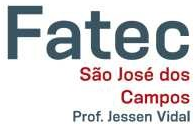 Fatec
São José dos
Campos
Prof. Jessen Vidal